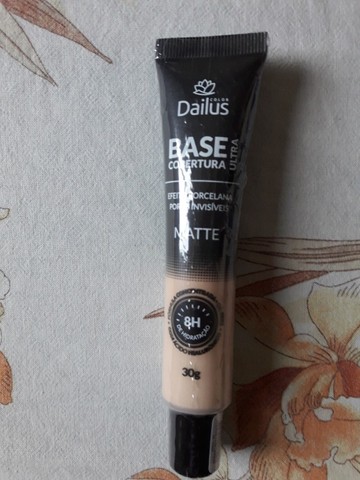 COLOR
Dailus
BASE
COBERTURA
ULTRA
EFEITO PORCELANA
POROS INVISÍVEIS
MATTE
8H
DE HIDRATAÇÃO
30g